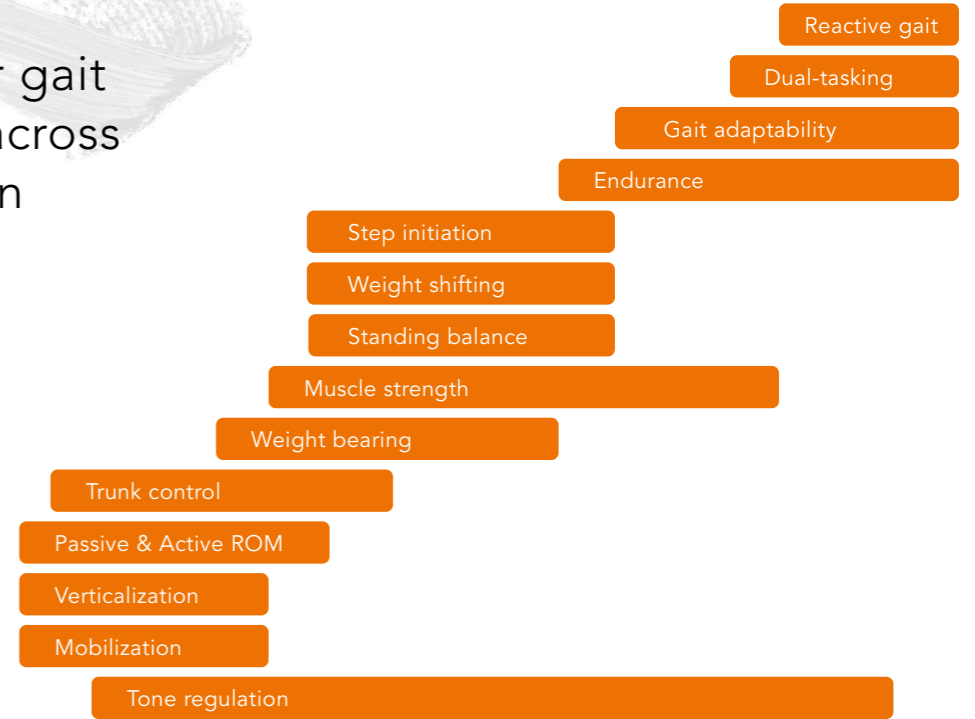 gait
across
Reactive gait
Dual-tasking
Gait adaptability
Endurance
Step initiation
Weight shifting
Standing balance
Muscle strength
Weight bearing
Trunk control
Passive & Active ROM
Verticalization
Mobilization
Tone regulation